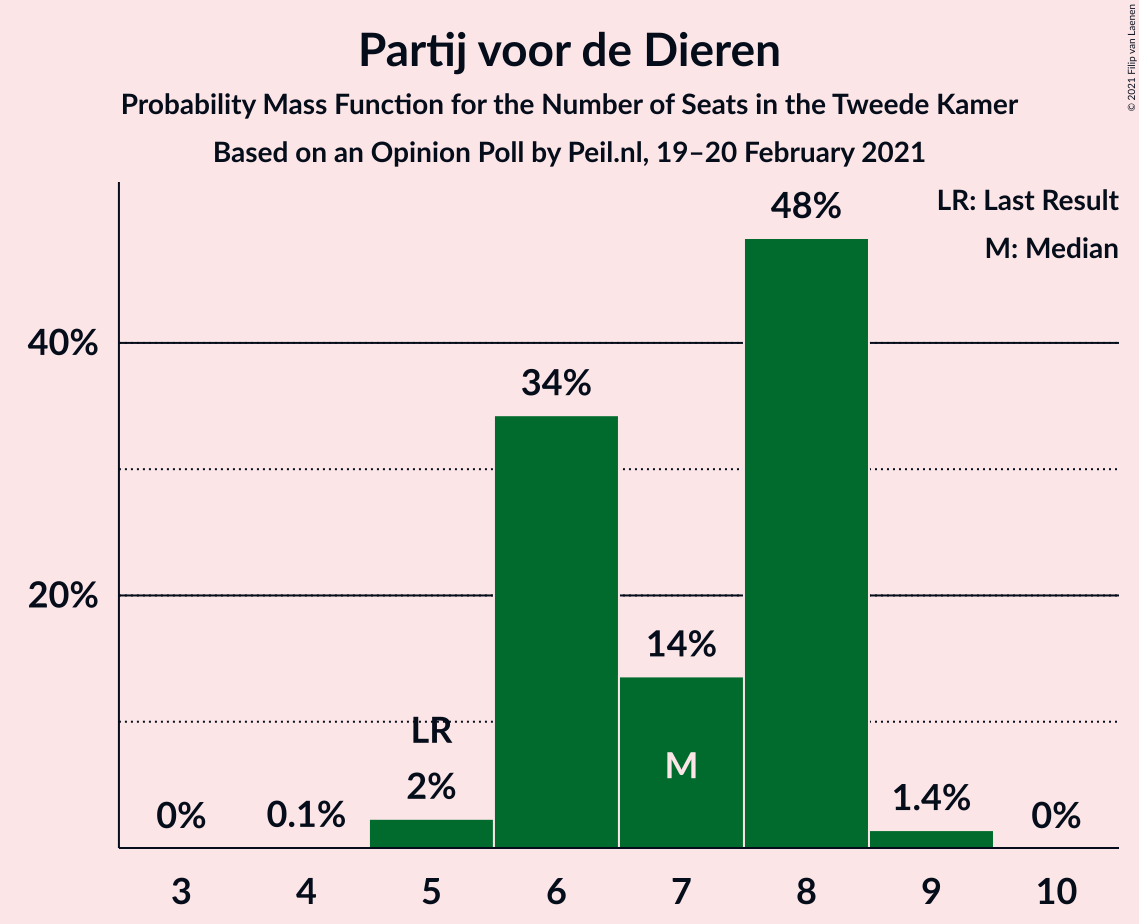 Partij voor de Dieren
Probability Mass Function for the Number of Seats in the Tweede Kamer
Based on an Opinion Poll by Peil.nl, 19–20 February 2021
© 2021 Filip van Laenen
LR: Last Result
M: Median
48%
40%
34%
20%
14%
LR
M
2%
1.4%
0%
0.1%
0%
3 4 5 6 7 8 9 10